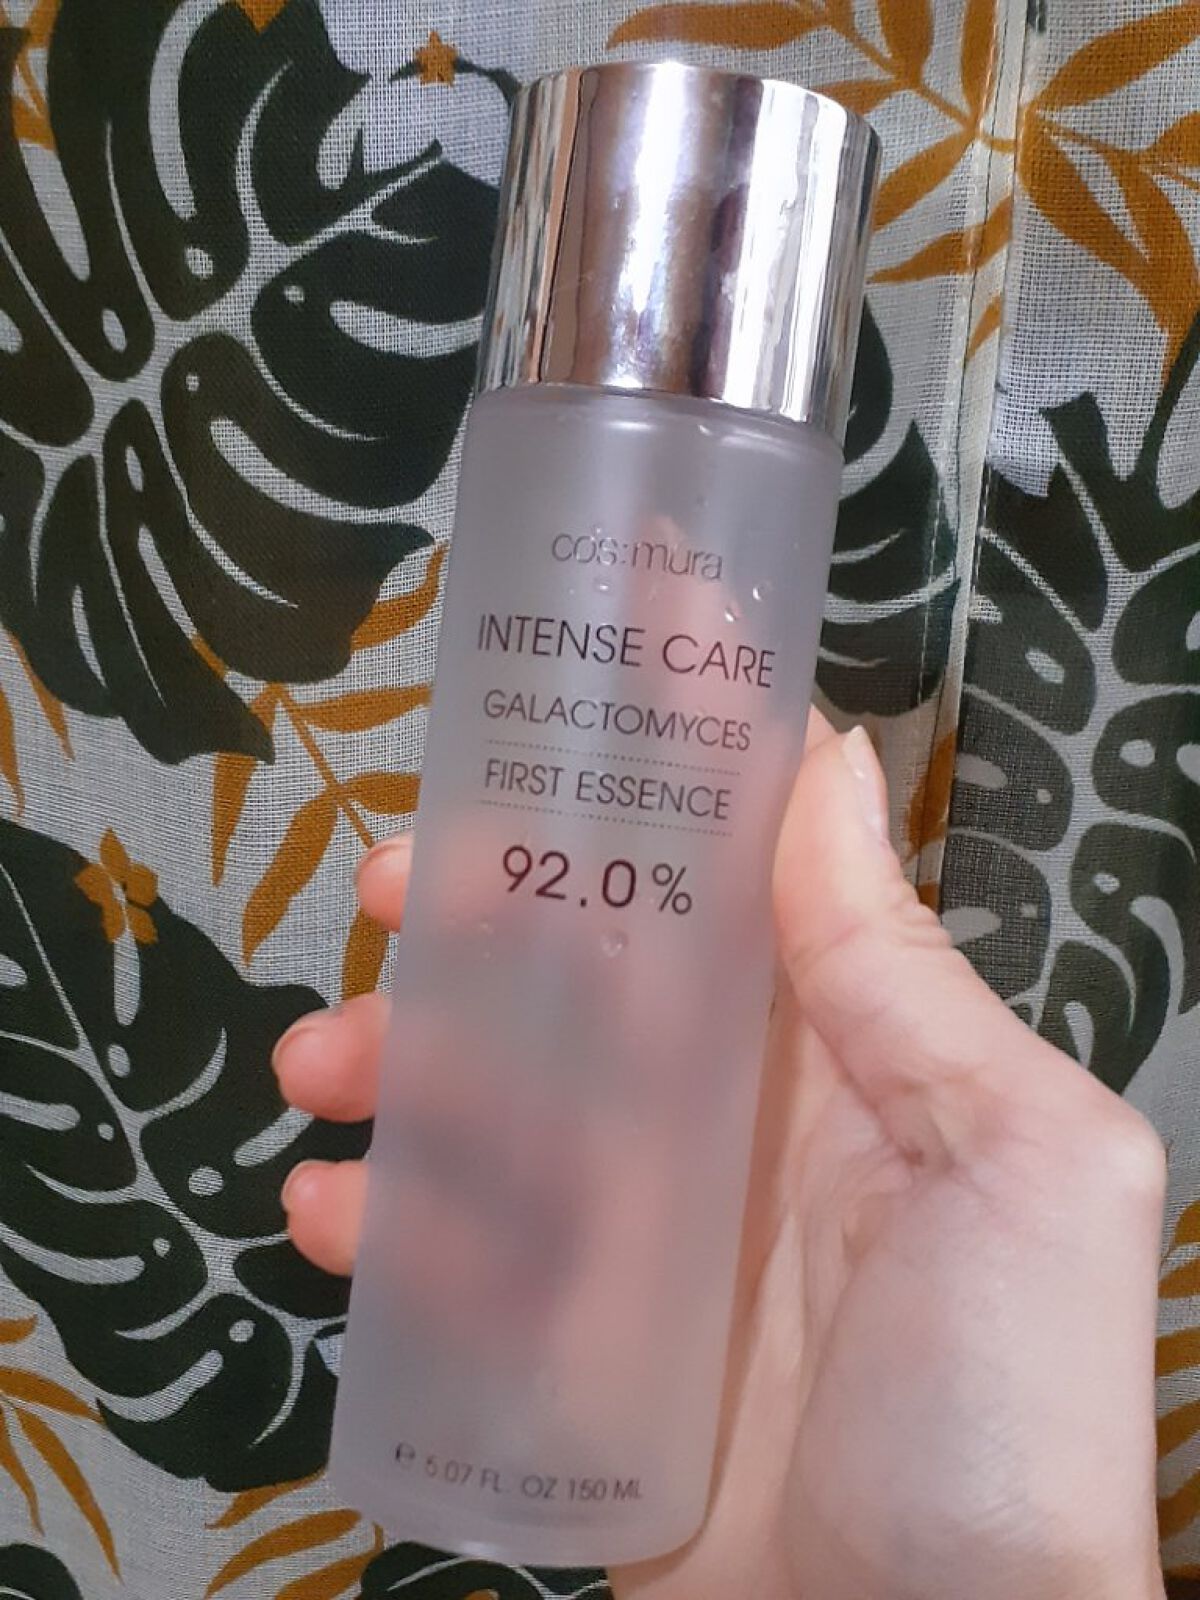 cos:mura
INTENSE CARE
GALACTOMYCES
FIRST ESSENCE
92.0%
℮ 5.07 FL. OZ 150 ML